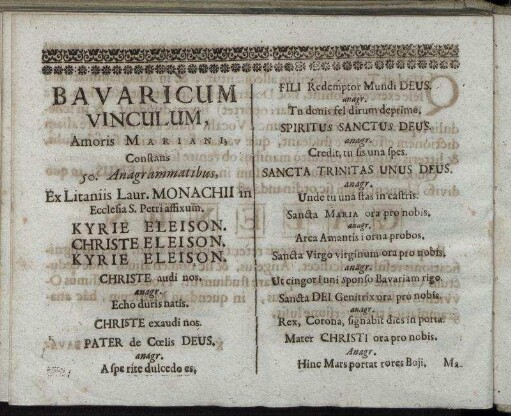 BAVARICUM
VINCULUM,
Amoris MARIANI,
Constans
50. Anagrammatibus,
Ex Litaniis Laur. MONACHII in
Ecclesia S. Petri affixum.
KYRIE ELEISON.
CHRISTE ELEISON.
KYRIE ELEISON.
CHRISTE audi nos.
anagr.
Echo duris natis.
CHRISTE exaudi nos.
PATER de Cœlis DEUS.
anagr.
Aspe rite dulcedo es,
FILI Redemptor Mundi DEUS.
anagr.
Tu donis fel dirum deprime,
SPIRITUS SANCTUS DEUS.
anagr.
Credit, tu sis una spes.
SANCTA TRINITAS UNUS DEUS.
anagr.
Unde tu una stas in castris.
Sancta MARIA ora pro nobis,
anagr.
Arca Amantis i orna probos.
Sancta Virgo virginum ora pro nobis,
anagr.
Ut cingor uni sponso Bavariam rigo
Sancta DEI Genitrix ora pro nobis.
anagr.
Rex, Corona, signabit dies in porta.
Mater CHRISTI ora pro nobis.
Anagr.
Hinc Mars portat rores Boji,
Ma-